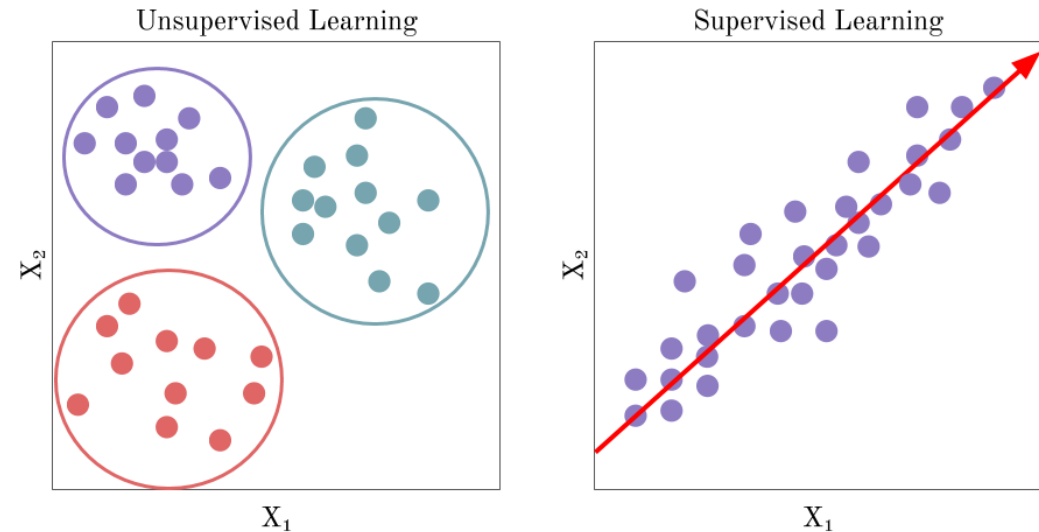 Unsupervised Learning
X₂
X₁
Supervised Learning
X₂
X₁